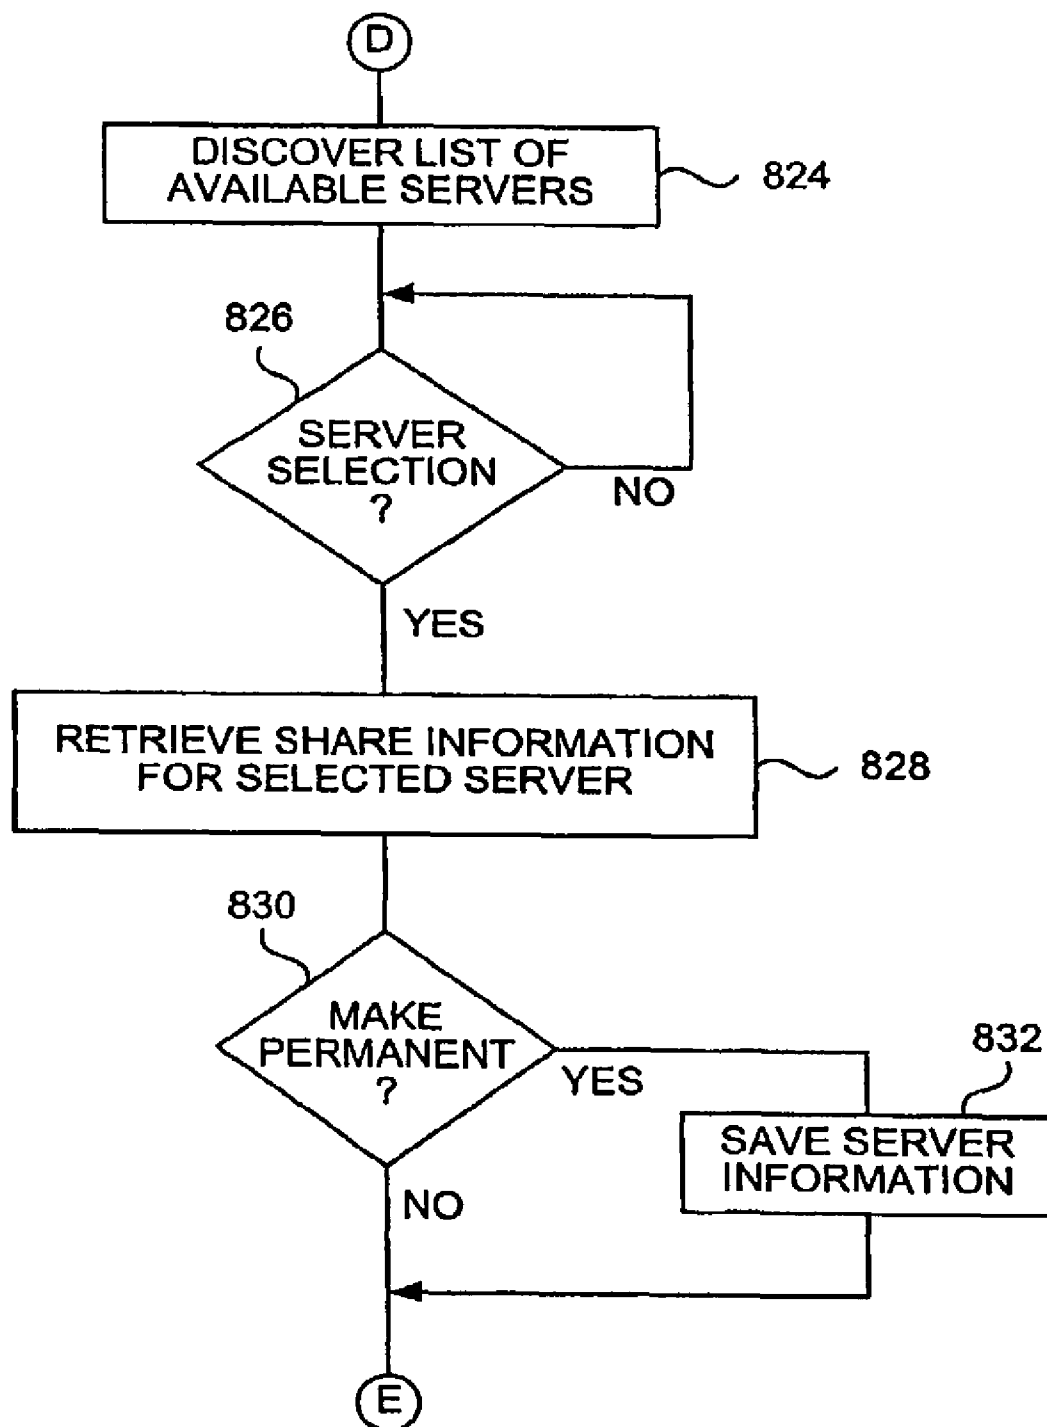 D
DISCOVER LIST OF
AVAILABLE SERVERS
824
826
SERVER
SELECTION
?
NO
YES
RETRIEVE SHARE INFORMATION
FOR SELECTED SERVER
828
830
MAKE
PERMANENT
?
YES
832
SAVE SERVER
INFORMATION
NO
E